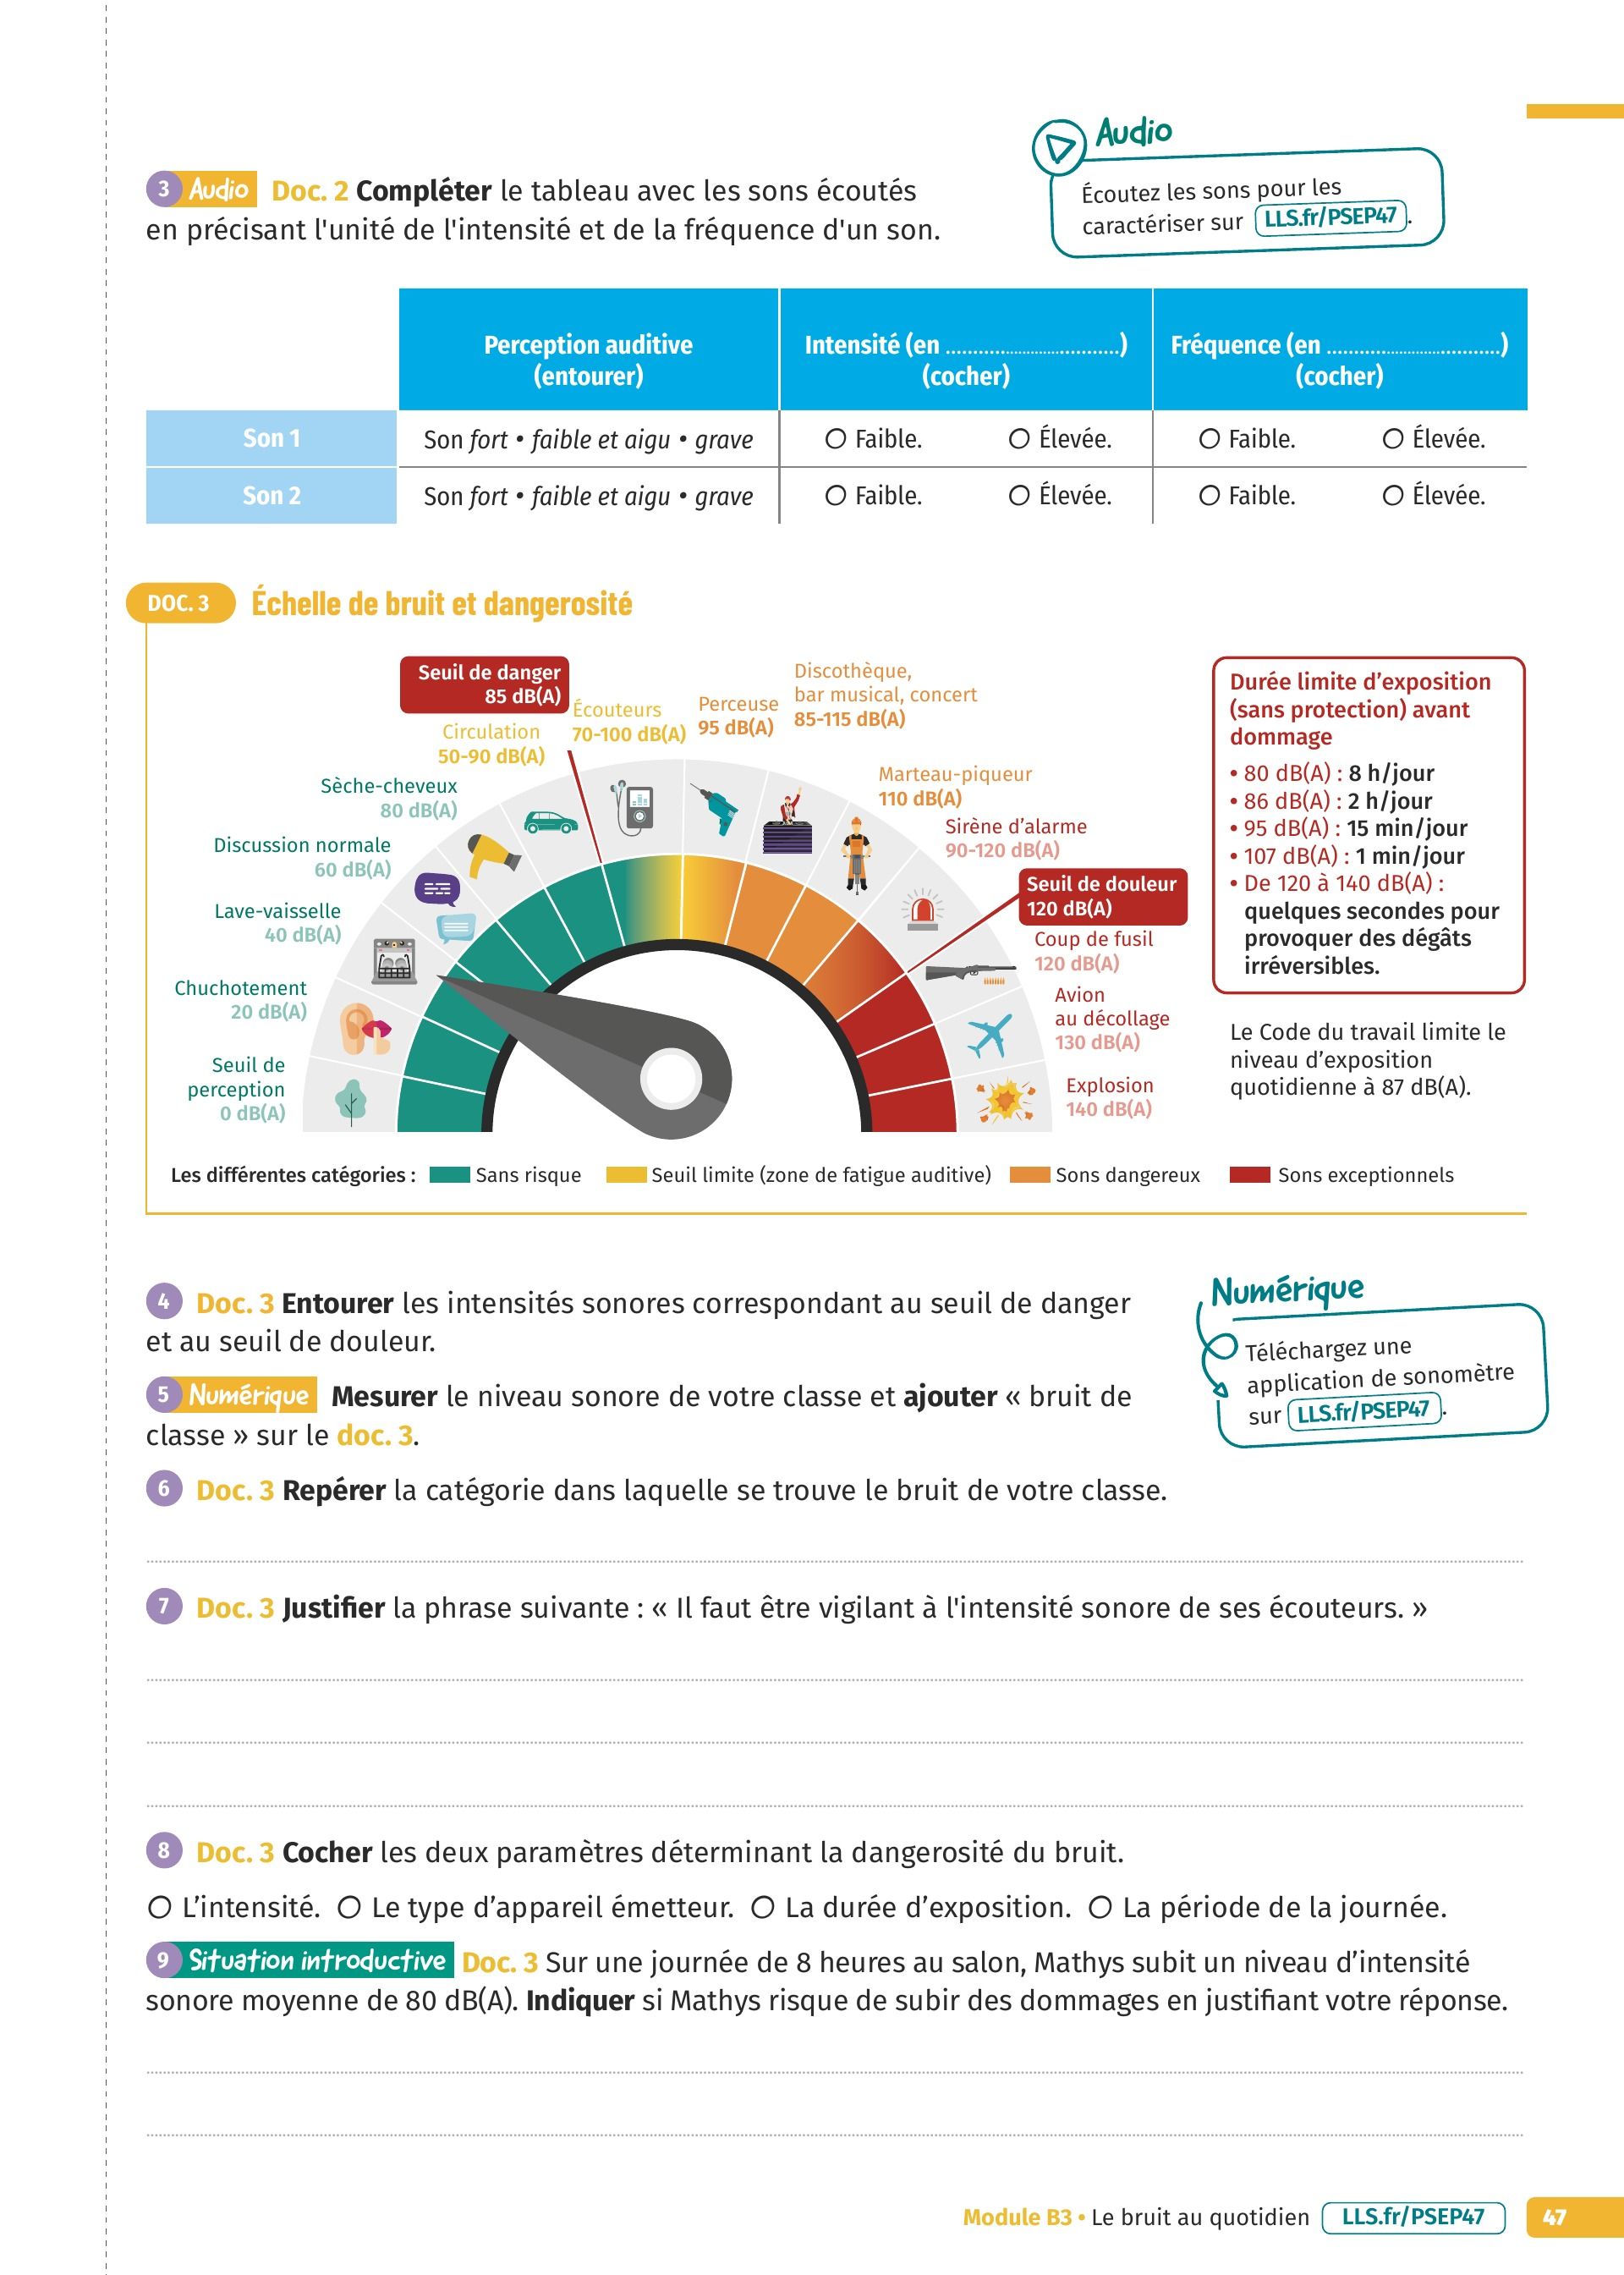 3 Audio Doc. 2 Compléter le tableau avec les sons écoutés
en précisant l'unité de l'intensité et de la fréquence d'un son.
Audio
Écoutez les sons pour les
caractériser sur LLS.fr/PSEP47.
Perception auditive
(entourer)
Intensité (en ................................)
(cocher)
Fréquence (en ................................)
(cocher)
Son 1 Son fort • faible et aigu • grave Faible. Élevée. Faible. Élevée.
Son 2 Son fort • faible et aigu • grave Faible. Élevée. Faible. Élevée.
DOC. 3 Échelle de bruit et dangerosité
Seuil de perception
0 dB(A)
Chuchotement
20 dB(A)
Lave-vaisselle
40 dB(A)
Discussion normale
60 dB(A)
Sèche-cheveux
80 dB(A)
Circulation
50-90 dB(A)
Seuil de danger
85 dB(A)
Écouteurs
70-100 dB(A)
Perceuse
95 dB(A)
Discothèque,
bar musical, concert
85-115 dB(A)
Marteau-piqueur
110 dB(A)
Sirène d’alarme
90-120 dB(A)
Seuil de douleur
120 dB(A)
Coup de fusil
120 dB(A)
Avion
au décollage
130 dB(A)
Explosion
140 dB(A)
Durée limite d’exposition
(sans protection) avant
dommage
• 80 dB(A) : 8 h/jour
• 86 dB(A) : 2 h/jour
• 95 dB(A) : 15 min/jour
• 107 dB(A) : 1 min/jour
• De 120 à 140 dB(A) :
quelques secondes pour
provoquer des dégâts
irréversibles.
Le Code du travail limite le
niveau d’exposition
quotidienne à 87 dB(A).
Les différentes catégories : Sans risque Seuil limite (zone de fatigue auditive) Sons dangereux Sons exceptionnels
4 Doc. 3 Entourer les intensités sonores correspondant au seuil de danger
et au seuil de douleur.
Numérique
Téléchargez une
application de sonomètre
sur LLS.fr/PSEP47.
5 Numérique Mesurer le niveau sonore de votre classe et ajouter « bruit de
classe » sur le doc. 3.
6 Doc. 3 Repérer la catégorie dans laquelle se trouve le bruit de votre classe.
7 Doc. 3 Justifier la phrase suivante : « Il faut être vigilant à l'intensité sonore de ses écouteurs. »
8 Doc. 3 Cocher les deux paramètres déterminant la dangerosité du bruit.
L’intensité. Le type d’appareil émetteur. La durée d’exposition. La période de la journée.
9 Situation introductive Doc. 3 Sur une journée de 8 heures au salon, Mathys subit un niveau d’intensité
sonore moyenne de 80 dB(A). Indiquer si Mathys risque de subir des dommages en justifiant votre réponse.
Module B3 • Le bruit au quotidien LLS.fr/PSEP47 47